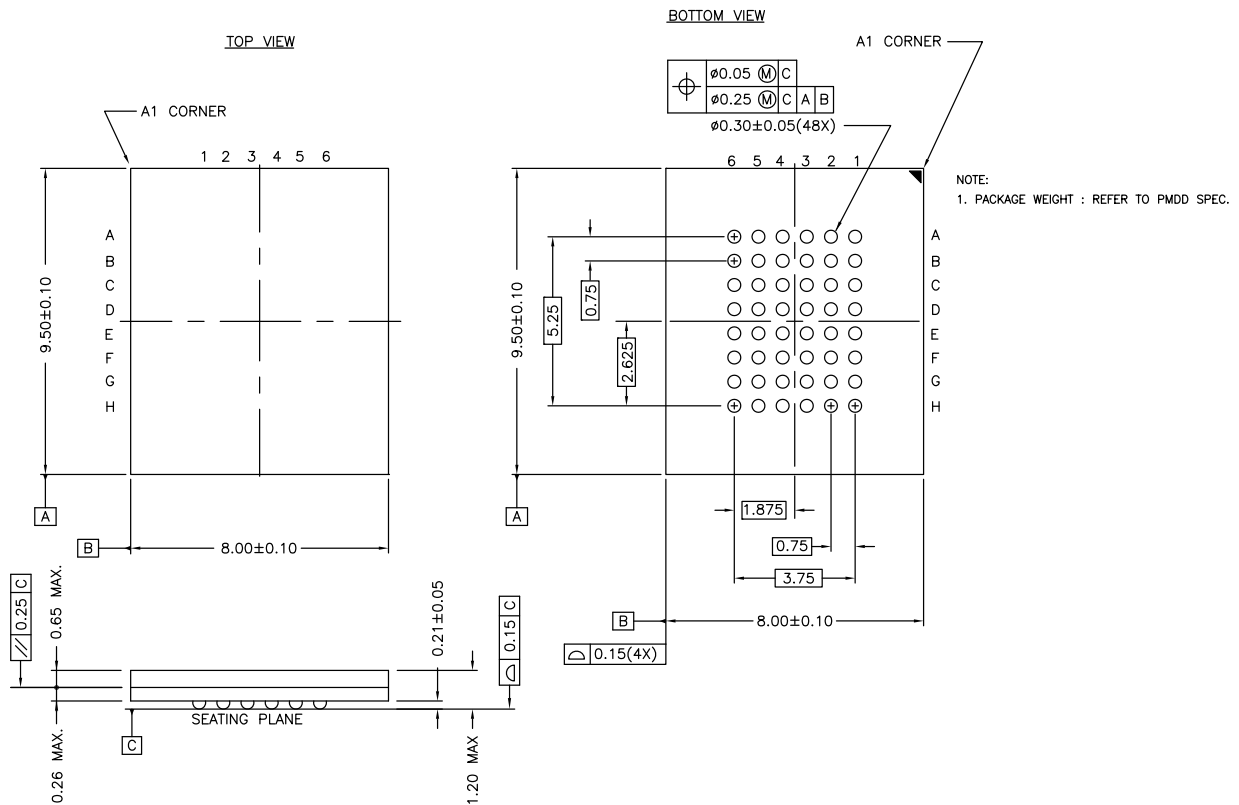 BOTTOM VIEW
TOP VIEW
A1 CORNER
A1 CORNER
ø0.05 Ⓜ C
ø0.25 Ⓜ C A B
ø0.30±0.05(48X)
1 2 3 4 5 6
6 5 4 3 2 1
NOTE:
1. PACKAGE WEIGHT : REFER TO PMDD SPEC.
A
B
C
D
E
F
G
H
9.50±0.10
A
B
8.00±0.10
9.50±0.10
5.25
0.75
2.625
A
B
C
D
E
F
G
H
A
1.875
0.75
3.75
B
8.00±0.10
⌓ 0.15(4X)
// 0.25 C
0.65 MAX.
0.21±0.05
⌓ 0.15 C
SEATING PLANE
C
0.26 MAX.
1.20 MAX